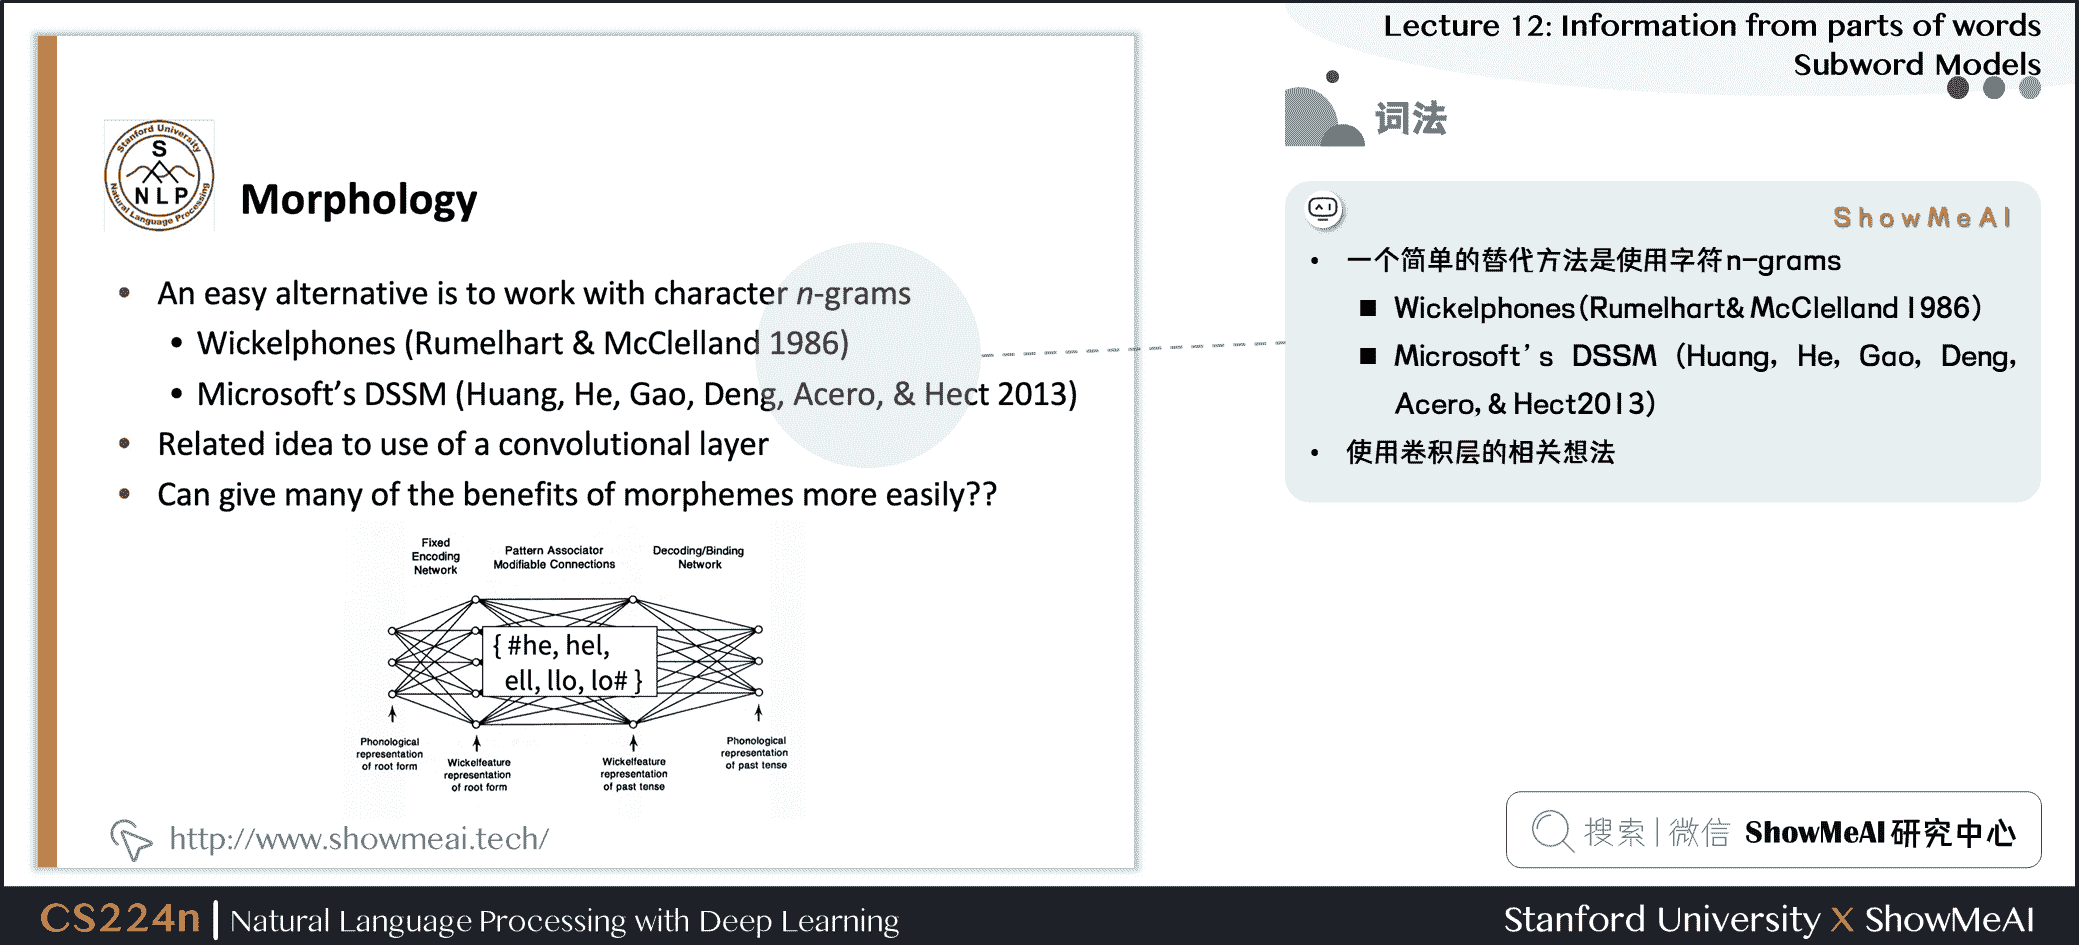 Lecture 12: Information from parts of words
Subword Models
Stanford University
S
NLP
Natural Language Processing
Morphology
• An easy alternative is to work with character n-grams
• Wickelphones (Rumelhart & McClelland 1986)
• Microsoft’s DSSM (Huang, He, Gao, Deng, Acero, & Hect 2013)
• Related idea to use of a convolutional layer
• Can give many of the benefits of morphemes more easily??
Fixed
Encoding
Network
Pattern Associator
Modifiable Connections
Decoding/Binding
Network
{ #he, hel,
ell, llo, lo# }
Phonological
representation
of root form
Wickelfeature
representation
of root form
Wickelfeature
representation
of past tense
Phonological
representation
of past tense
http://www.showmeai.tech/
词法
ShowMeAI
• 一个简单的替代方法是使用字符n-grams
■ Wickelphones(Rumelhart& McClelland 1986)
■ Microsoft’s DSSM (Huang, He, Gao, Deng,
Acero, & Hect2013)
• 使用卷积层的相关想法
搜索|微信 ShowMeAI研究中心
CS224n | Natural Language Processing with Deep Learning
Stanford University X ShowMeAI